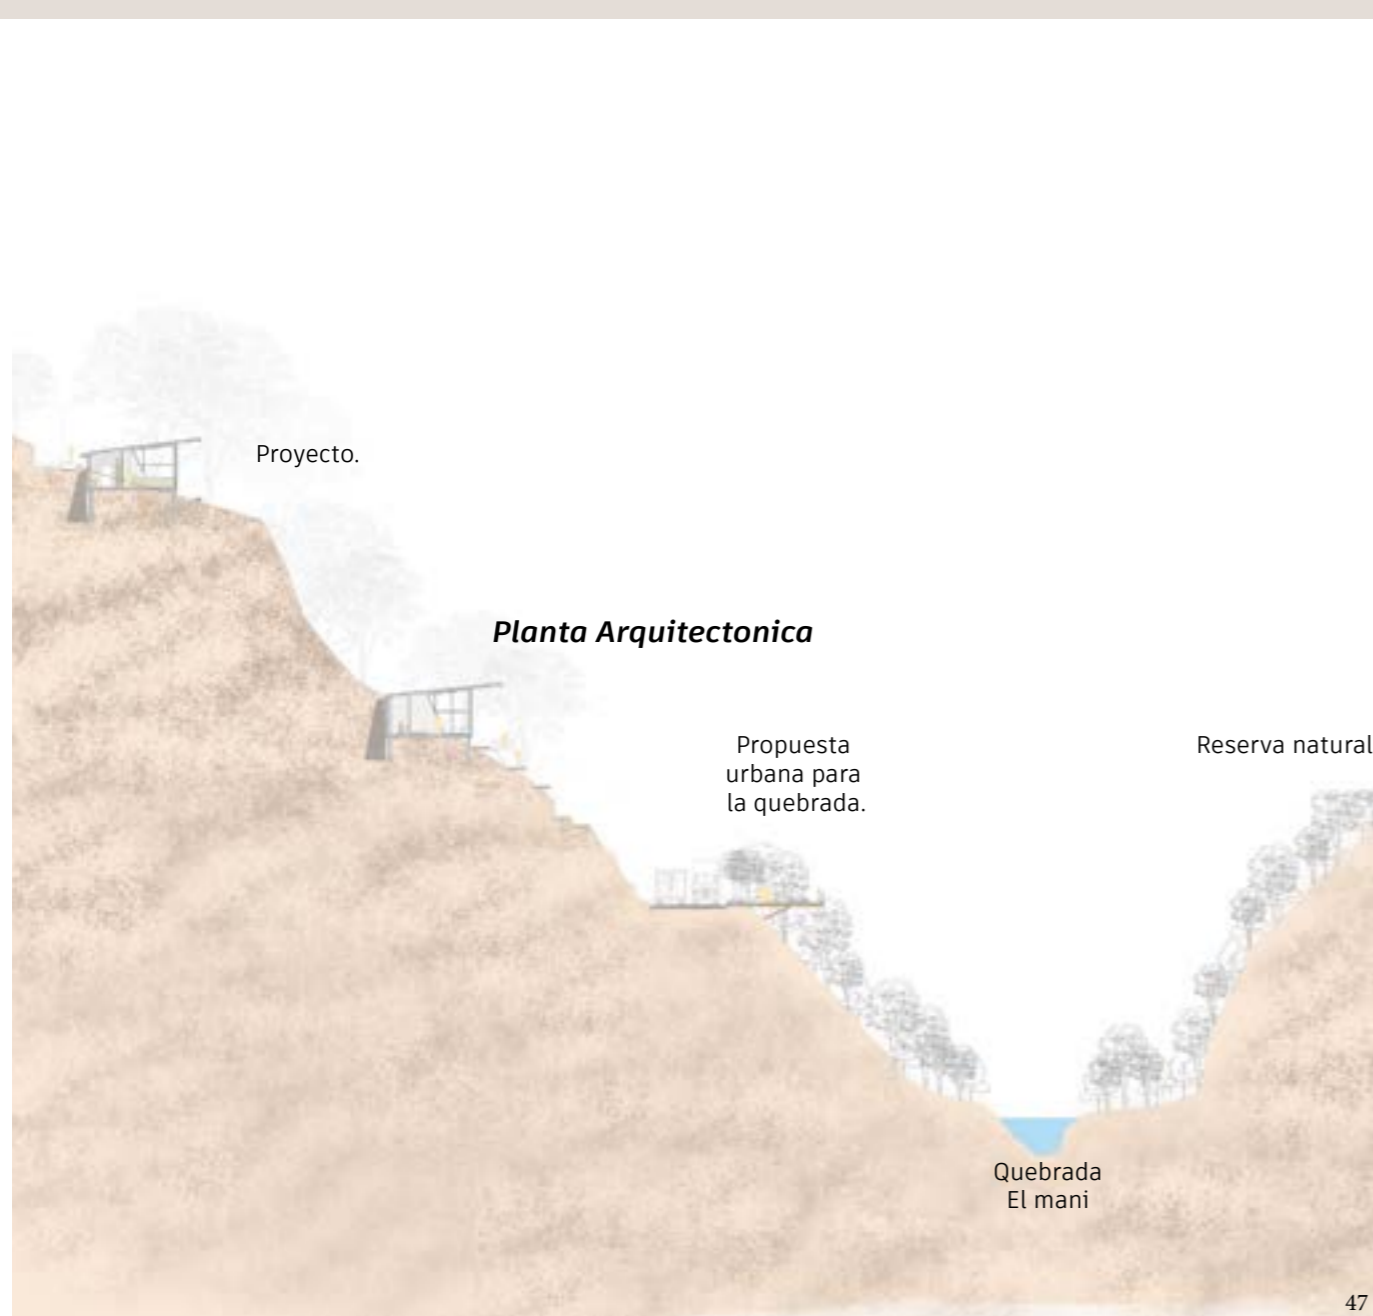 Proyecto.
Planta Arquitectonica
Propuesta
urbana para
la quebrada.
Reserva natural
Quebrada
El mani
47